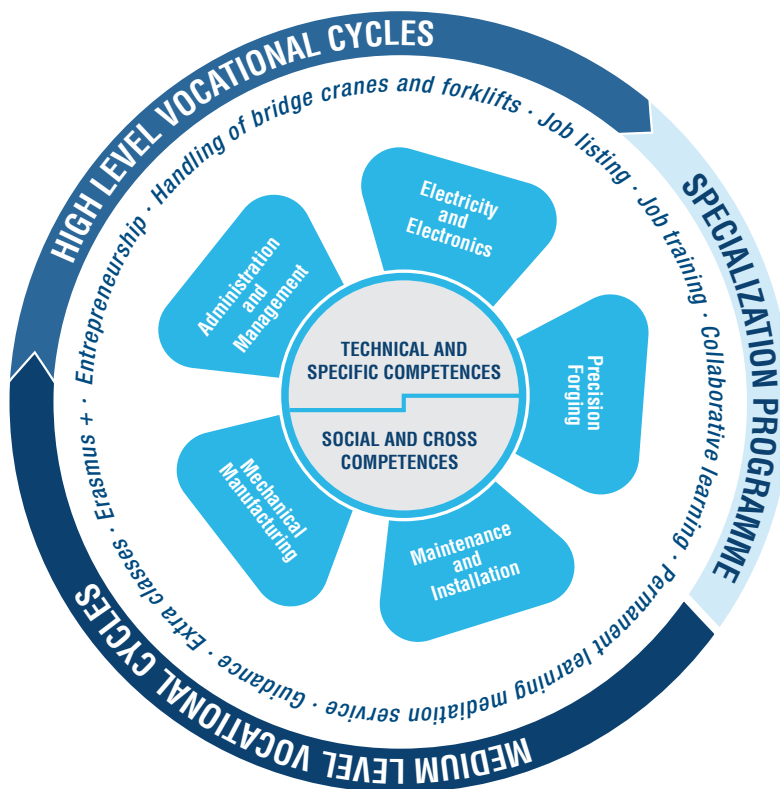 HIGH LEVEL VOCATIONAL CYCLES
SPECIALIZATION PROGRAMME
MEDIUM LEVEL VOCATIONAL CYCLES
Erasmus + · Entrepreneurship · Handling of bridge cranes and forklifts · Job listing · Job training · Collaborative learning · Permanent learning mediation service · Guidance · Extra classes ·
Electricity
and
Electronics
Precision
Forging
Maintenance
and
Installation
Mechanical
Manufacturing
Administration
and
Management
TECHNICAL AND
SPECIFIC COMPETENCES
SOCIAL AND CROSS
COMPETENCES